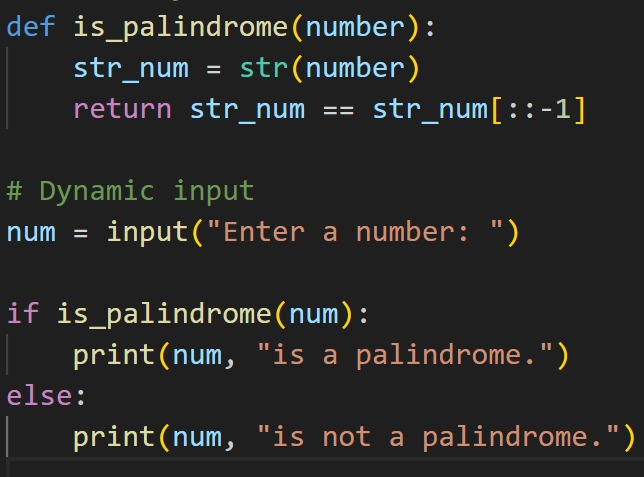 def is_palindrome(number):
    str_num = str(number)
    return str_num == str_num[::-1]

# Dynamic input
num = input("Enter a number: ")

if is_palindrome(num):
    print(num, "is a palindrome.")
else:
    print(num, "is not a palindrome.")